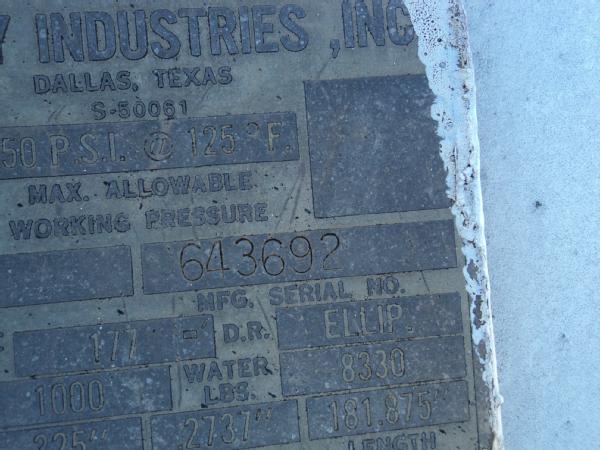 Y INDUSTRIES, INC
DALLAS, TEXAS
S-50061
50 P.S.I. @ 125 °F.
MAX. ALLOWABLE
WORKING PRESSURE
643692
MFG. SERIAL NO.
177 D.R. ELLIP.
1000 WATER LBS. 8330
.225" .2737" 181.875"
LENGTH